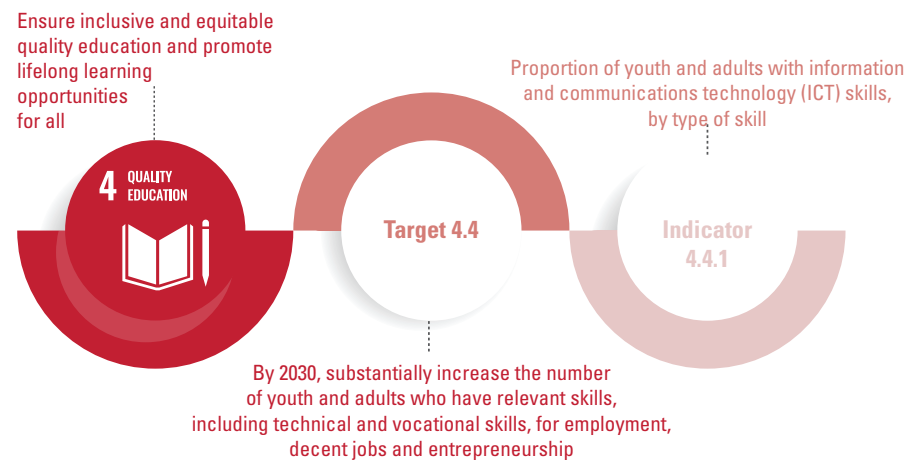 Ensure inclusive and equitable
quality education and promote
lifelong learning
opportunities
for all
4 QUALITY
EDUCATION
Target 4.4
By 2030, substantially increase the number
of youth and adults who have relevant skills,
including technical and vocational skills, for employment,
decent jobs and entrepreneurship
Proportion of youth and adults with information
and communications technology (ICT) skills,
by type of skill
Indicator
4.4.1